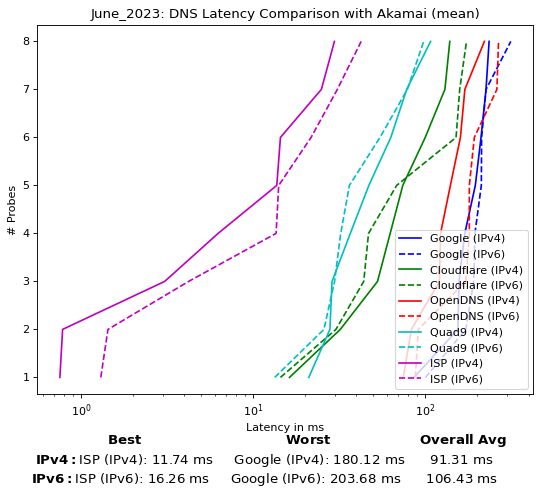 June_2023: DNS Latency Comparison with Akamai (mean)
8
7
6
5
4
3
2
1
# Probes
Google (IPv4)
Google (IPv6)
Cloudflare (IPv4)
Cloudflare (IPv6)
OpenDNS (IPv4)
OpenDNS (IPv6)
Quad9 (IPv4)
Quad9 (IPv6)
ISP (IPv4)
ISP (IPv6)
10⁰ 10¹ 10²
Latency in ms
Best Worst Overall Avg
IPv4: ISP (IPv4): 11.74 ms Google (IPv4): 180.12 ms 91.31 ms
IPv6: ISP (IPv6): 16.26 ms Google (IPv6): 203.68 ms 106.43 ms